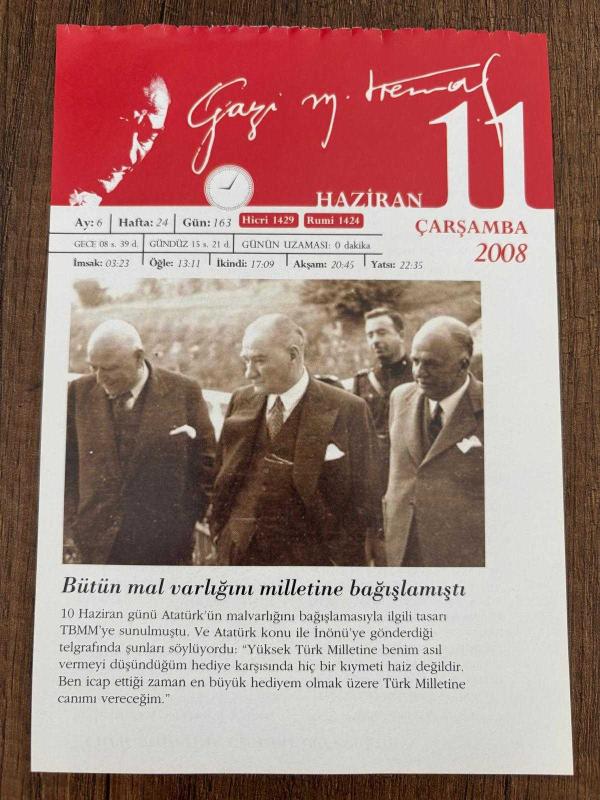 Gazi M. Kemal
HAZİRAN 11
ÇARŞAMBA
2008
Ay: 6 Hafta: 24 Gün: 163 Hicri 1429 Rumi 1424
GECE 08 s. 39 d. GÜNDÜZ 15 s. 21 d. GÜNÜN UZAMASI: 0 dakika
İmsak: 03:23 Öğle: 13:11 İkindi: 17:09 Akşam: 20:45 Yatsı: 22:35
Bütün mal varlığını milletine bağışlamıştı
10 Haziran günü Atatürk'ün malvarlığını bağışlamasıyla ilgili tasarı
TBMM'ye sunulmuştu. Ve Atatürk konu ile İnönü'ye gönderdiği
telgrafında şunları söylüyordu: “Yüksek Türk Milletine benim asıl
vermeyi düşündüğüm hediye karşısında hiç bir kıymeti haiz değildir.
Ben icap ettiği zaman en büyük hediyem olmak üzere Türk Milletine
canımı vereceğim.”